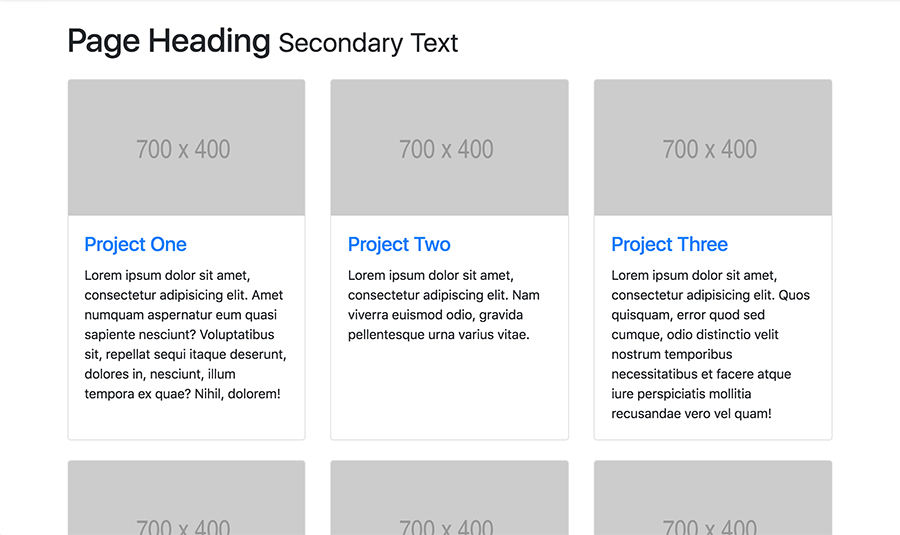 Page Heading Secondary Text
700 x 400
700 x 400
700 x 400
Project One
Lorem ipsum dolor sit amet,
consectetur adipisicing elit. Amet
numquam aspernatur eum quasi
sapiente nesciunt? Voluptatibus
sit, repellat sequi itaque deserunt,
dolores in, nesciunt, illum
tempora ex quae? Nihil, dolorem!
Project Two
Lorem ipsum dolor sit amet,
consectetur adipiscing elit. Nam
viverra euismod odio, gravida
pellentesque urna varius vitae.
Project Three
Lorem ipsum dolor sit amet,
consectetur adipisicing elit. Quos
quisquam, error quod sed
cumque, odio distinctio velit
nostrum temporibus
necessitatibus et facere atque
iure perspiciatis mollitia
recusandae vero vel quam!
700 x 400
700 x 400
700 x 400